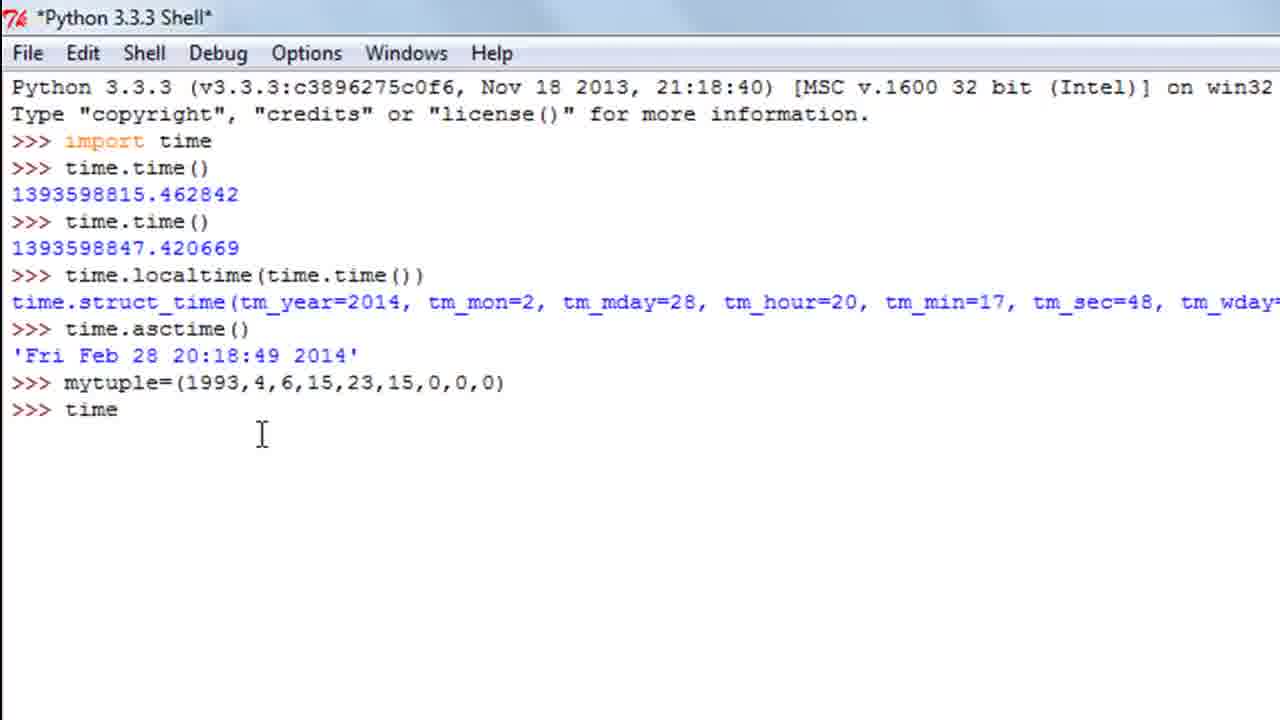 *Python 3.3.3 Shell*
File Edit Shell Debug Options Windows Help
Python 3.3.3 (v3.3.3:c3896275c0f6, Nov 18 2013, 21:18:40) [MSC v.1600 32 bit (Intel)] on win32
Type "copyright", "credits" or "license()" for more information.
>>> import time
>>> time.time()
1393598815.462842
>>> time.time()
1393598847.420669
>>> time.localtime(time.time())
time.struct_time(tm_year=2014, tm_mon=2, tm_mday=28, tm_hour=20, tm_min=17, tm_sec=48, tm_wday=
>>> time.asctime()
'Fri Feb 28 20:18:49 2014'
>>> mytuple=(1993,4,6,15,23,15,0,0,0)
>>> time